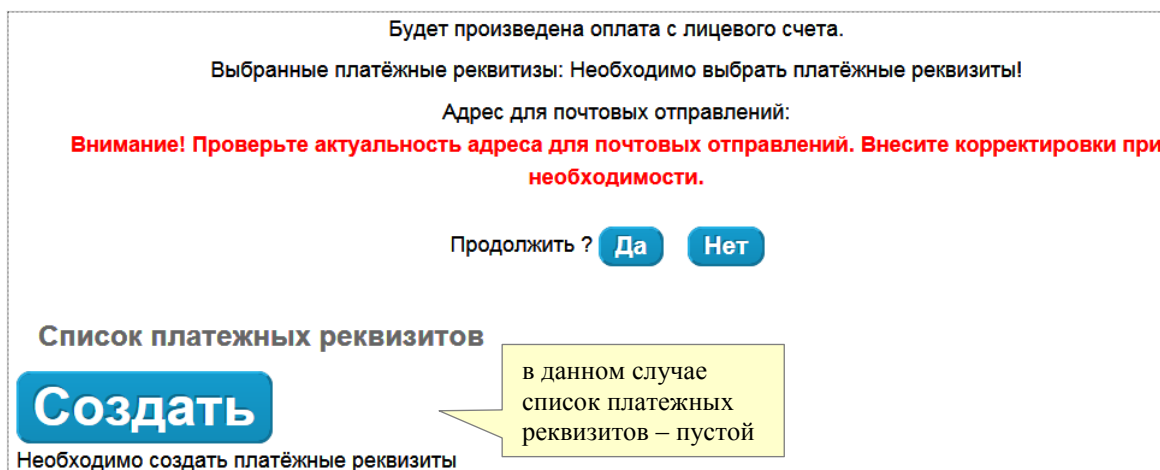 Будет произведена оплата с лицевого счета.
Выбранные платёжные реквитизы: Необходимо выбрать платёжные реквизиты!
Адрес для почтовых отправлений:
Внимание! Проверьте актуальность адреса для почтовых отправлений. Внесите корректировки при
необходимости.
Продолжить ? Да Нет
Список платежных реквизитов
Создать
в данном случае
список платежных
реквизитов – пустой
Необходимо создать платёжные реквизиты